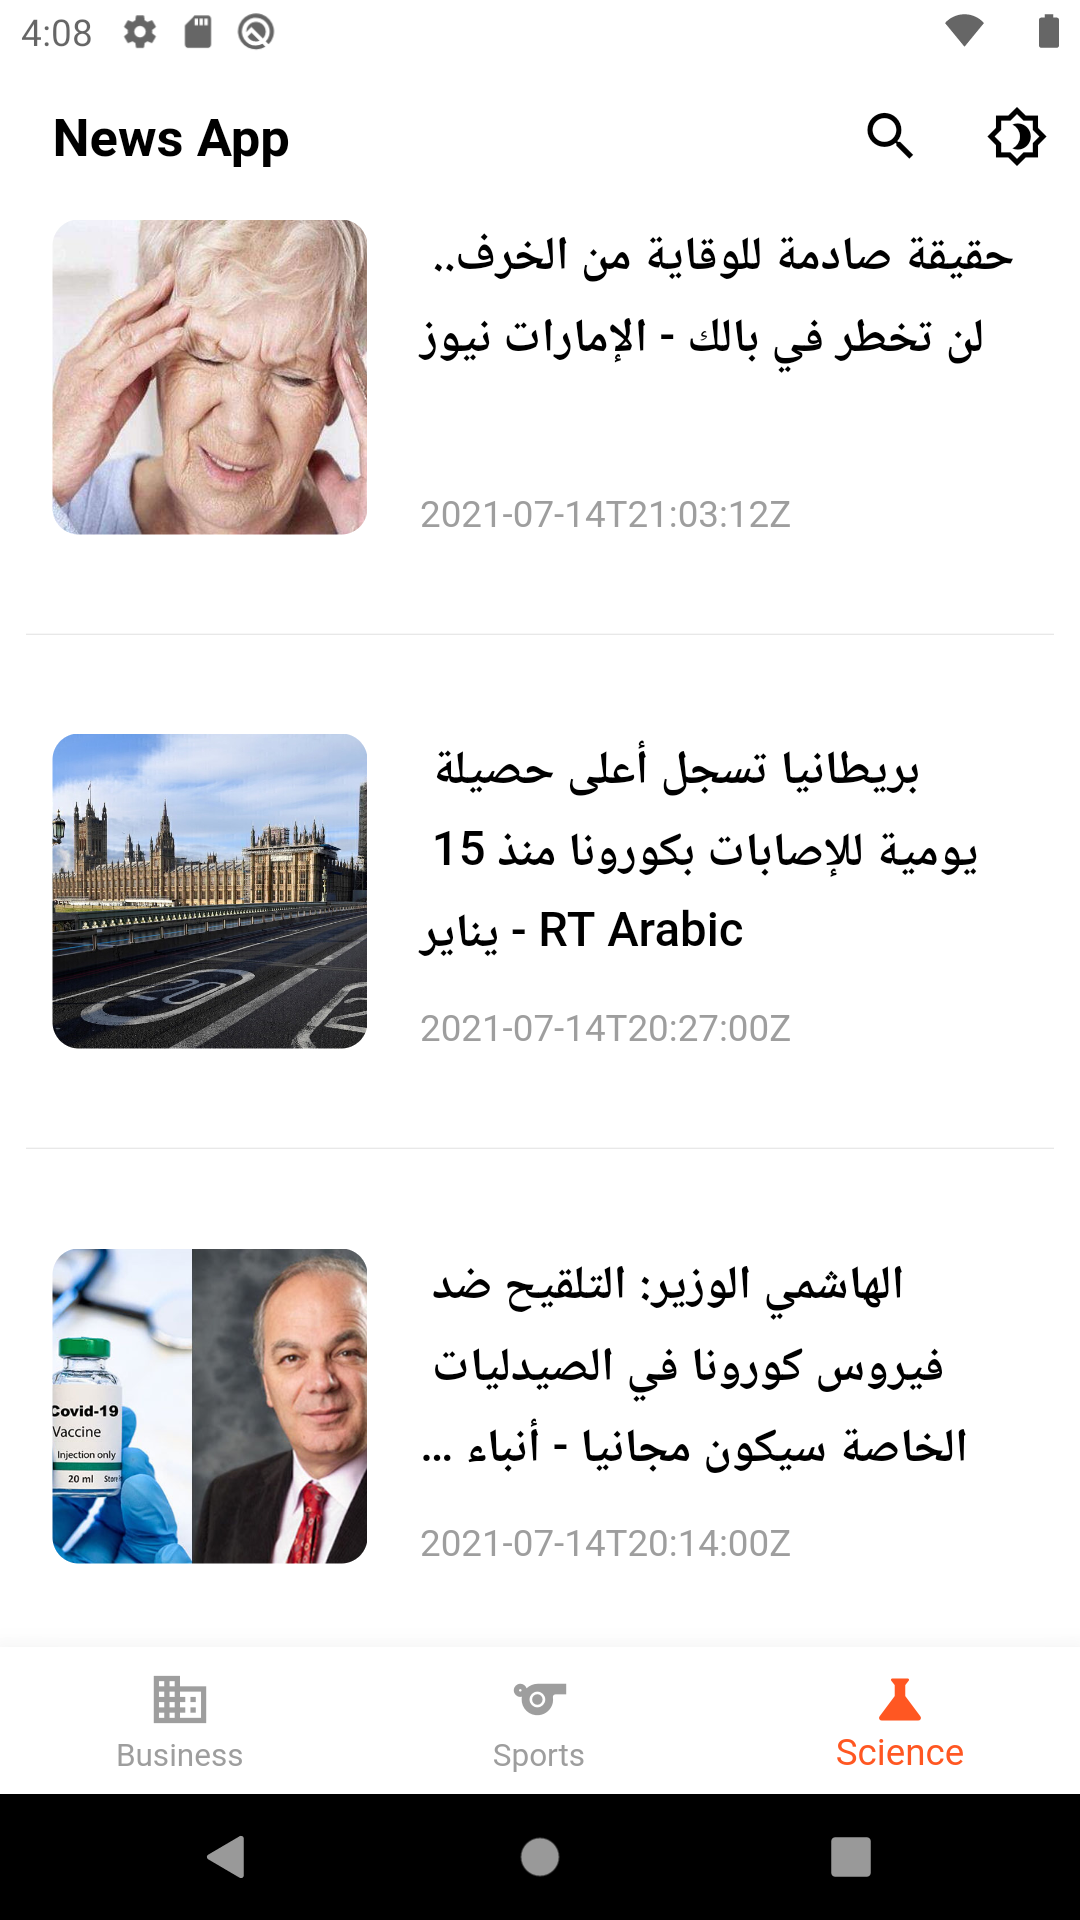 4:08
News App
حقيقة صادمة للوقاية من الخرف..
لن تخطر في بالك - الإمارات نيوز
2021-07-14T21:03:12Z
بريطانيا تسجل أعلى حصيلة
يومية للإصابات بكورونا منذ 15
يناير - RT Arabic
2021-07-14T20:27:00Z
الهاشمي الوزير: التلقيح ضد
فيروس كورونا في الصيدليات
الخاصة سيكون مجانيا - أنباء ...
Covid-19
Vaccine
Injection only
20 ml
2021-07-14T20:14:00Z
Business
Sports
Science